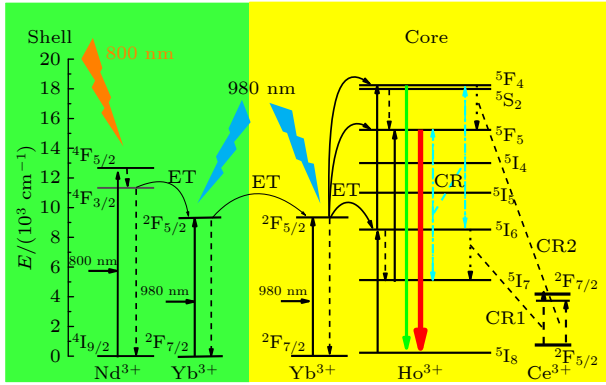 Shell
Core
800 nm
980 nm
E/(10³ cm⁻¹)
20
18
16
14
12
10
8
6
4
2
0
⁴F₅/₂
⁴F₃/₂
⁴I₉/₂
800 nm
ET
²F₅/₂
²F₇/₂
980 nm
ET
²F₅/₂
²F₇/₂
980 nm
ET
⁵F₄
⁵S₂
⁵F₅
⁵I₄
⁵I₅
⁵I₆
⁵I₇
⁵I₈
CR
CR2
CR1
²F₇/₂
²F₅/₂
Nd³⁺
Yb³⁺
Yb³⁺
Ho³⁺
Ce³⁺